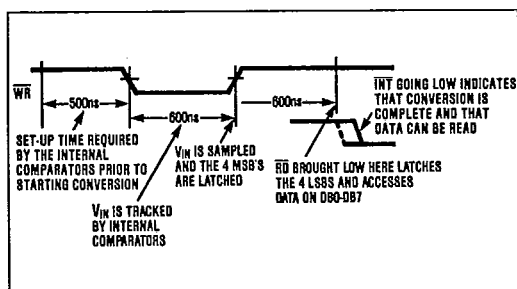 WR
500ns
600ns
600ns
INT GOING LOW INDICATES
THAT CONVERSION IS
COMPLETE AND THAT
DATA CAN BE READ
SET-UP TIME REQUIRED
BY THE INTERNAL
COMPARATORS PRIOR TO
STARTING CONVERSION
VIN IS SAMPLED
AND THE 4 MSB'S
ARE LATCHED
RD BROUGHT LOW HERE LATCHES
THE 4 LSBS AND ACCESSES
DATA ON DB0-DB7
VIN IS TRACKED
BY INTERNAL
COMPARATORS